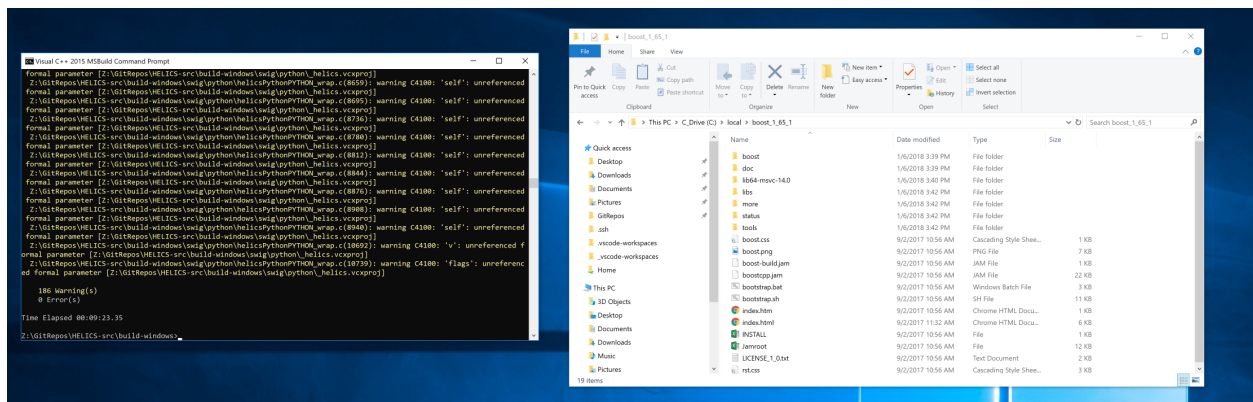 Visual C++ 2015 MSBuild Command Prompt
formal parameter [Z:\GitRepos\HELICS-src\build-windows\swig\python\_helics.vcxproj]
Z:\GitRepos\HELICS-src\build-windows\swig\python\helicsPythonPYTHON_wrap.c(8659): warning C4100: 'self': unreferenced
formal parameter [Z:\GitRepos\HELICS-src\build-windows\swig\python\_helics.vcxproj]
Z:\GitRepos\HELICS-src\build-windows\swig\python\helicsPythonPYTHON_wrap.c(8695): warning C4100: 'self': unreferenced
formal parameter [Z:\GitRepos\HELICS-src\build-windows\swig\python\_helics.vcxproj]
Z:\GitRepos\HELICS-src\build-windows\swig\python\helicsPythonPYTHON_wrap.c(8736): warning C4100: 'self': unreferenced
formal parameter [Z:\GitRepos\HELICS-src\build-windows\swig\python\_helics.vcxproj]
Z:\GitRepos\HELICS-src\build-windows\swig\python\helicsPythonPYTHON_wrap.c(8780): warning C4100: 'self': unreferenced
formal parameter [Z:\GitRepos\HELICS-src\build-windows\swig\python\_helics.vcxproj]
Z:\GitRepos\HELICS-src\build-windows\swig\python\helicsPythonPYTHON_wrap.c(8812): warning C4100: 'self': unreferenced
formal parameter [Z:\GitRepos\HELICS-src\build-windows\swig\python\_helics.vcxproj]
Z:\GitRepos\HELICS-src\build-windows\swig\python\helicsPythonPYTHON_wrap.c(8844): warning C4100: 'self': unreferenced
formal parameter [Z:\GitRepos\HELICS-src\build-windows\swig\python\_helics.vcxproj]
Z:\GitRepos\HELICS-src\build-windows\swig\python\helicsPythonPYTHON_wrap.c(8876): warning C4100: 'self': unreferenced
formal parameter [Z:\GitRepos\HELICS-src\build-windows\swig\python\_helics.vcxproj]
Z:\GitRepos\HELICS-src\build-windows\swig\python\helicsPythonPYTHON_wrap.c(8908): warning C4100: 'self': unreferenced
formal parameter [Z:\GitRepos\HELICS-src\build-windows\swig\python\_helics.vcxproj]
Z:\GitRepos\HELICS-src\build-windows\swig\python\helicsPythonPYTHON_wrap.c(8940): warning C4100: 'self': unreferenced
formal parameter [Z:\GitRepos\HELICS-src\build-windows\swig\python\_helics.vcxproj]
Z:\GitRepos\HELICS-src\build-windows\swig\python\helicsPythonPYTHON_wrap.c(10692): warning C4100: 'v': unreferenced f
ormal parameter [Z:\GitRepos\HELICS-src\build-windows\swig\python\_helics.vcxproj]
Z:\GitRepos\HELICS-src\build-windows\swig\python\helicsPythonPYTHON_wrap.c(10739): warning C4100: 'flags': unreferenc
ed formal parameter [Z:\GitRepos\HELICS-src\build-windows\swig\python\_helics.vcxproj]
186 Warning(s)
0 Error(s)
Time Elapsed 00:09:23.35
Z:\GitRepos\HELICS-src\build-windows>
boost_1_65_1
File Home Share View
Pin to Quick access
Copy
Paste
Cut
Copy path
Paste shortcut
Move to
Copy to
Delete
Rename
New folder
New item
Easy access
Properties
Open
Edit
History
Select all
Select none
Invert selection
Clipboard Organize New Open Select
This PC > C_Drive (C:) > local > boost_1_65_1
Search boost_1_65_1
Quick access
Desktop
Downloads
Documents
Pictures
GitRepos
.ssh
.vscode-workspaces
_vscode-workspaces
Home
This PC
3D Objects
Desktop
Documents
Downloads
Music
Pictures
Name Date modified Type Size
boost 1/6/2018 3:39 PM File folder
doc 1/6/2018 3:39 PM File folder
lib64-msvc-14.0 1/6/2018 3:40 PM File folder
libs 1/6/2018 3:42 PM File folder
more 1/6/2018 3:42 PM File folder
status 1/6/2018 3:42 PM File folder
tools 1/6/2018 3:42 PM File folder
boost.css 9/2/2017 10:56 AM Cascading Style Shee... 1 KB
boost.png 9/2/2017 10:56 AM PNG File 7 KB
boost-build.jam 9/2/2017 10:56 AM JAM File 1 KB
boostcpp.jam 9/2/2017 10:56 AM JAM File 22 KB
bootstrap.bat 9/2/2017 10:56 AM Windows Batch File 3 KB
bootstrap.sh 9/2/2017 10:56 AM SH File 11 KB
index.htm 9/2/2017 10:56 AM Chrome HTML Docu... 1 KB
index.html 9/2/2017 11:32 AM Chrome HTML Docu... 6 KB
INSTALL 9/2/2017 10:56 AM File 1 KB
Jamroot 9/2/2017 10:56 AM File 12 KB
LICENSE_1_0.txt 9/2/2017 10:56 AM Text Document 2 KB
rst.css 9/2/2017 10:56 AM Cascading Style Shee... 3 KB
19 items